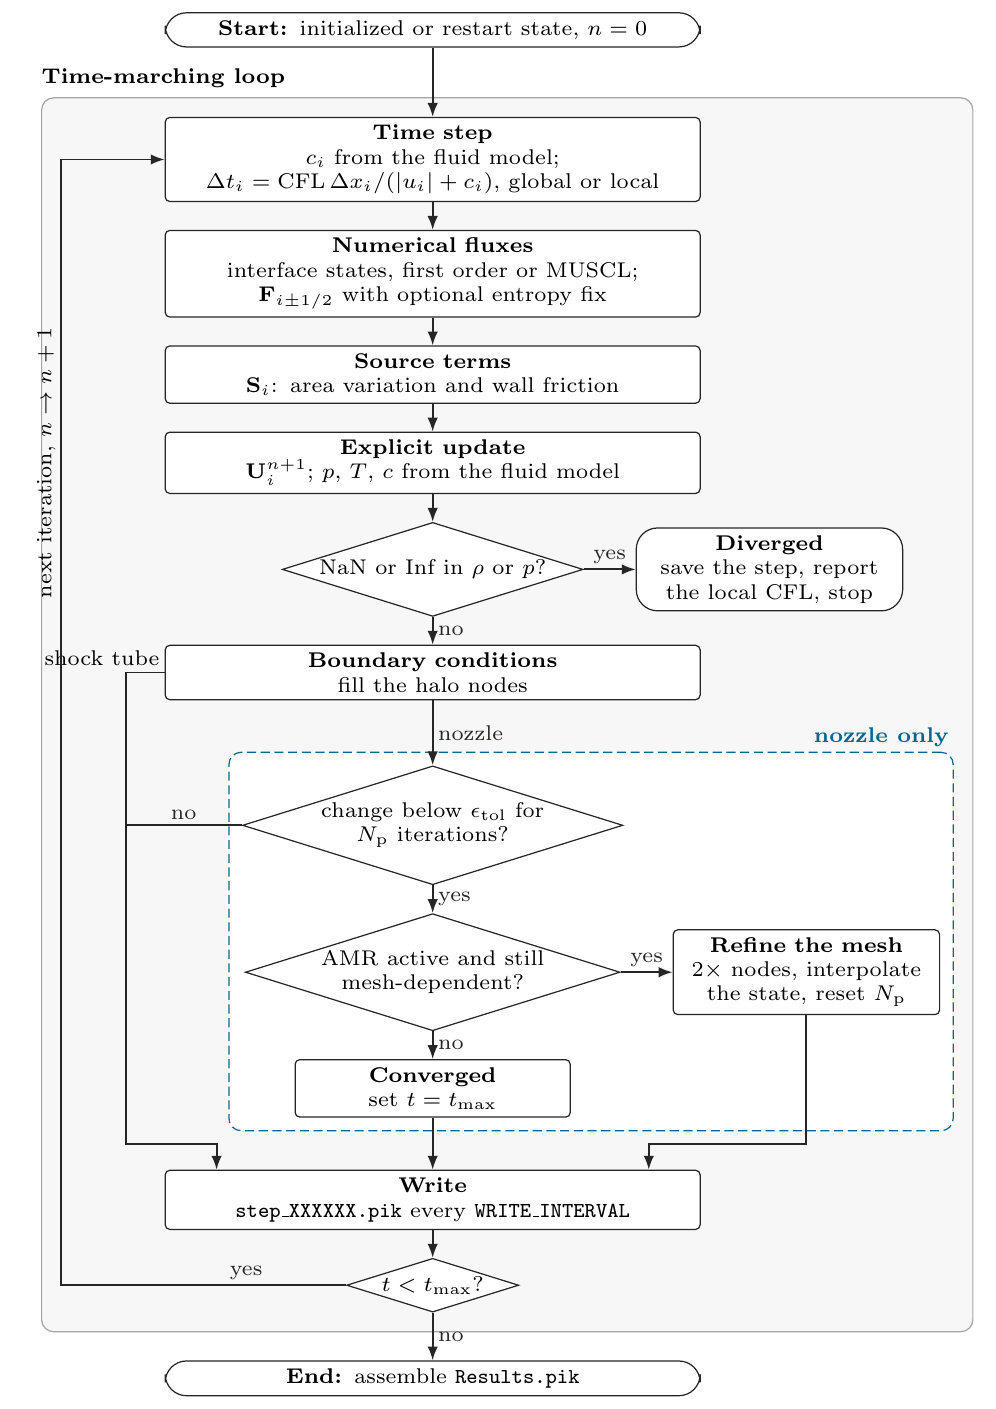 Start: initialized or restart state, n = 0
Time-marching loop
Time step
c_i from the fluid model;
Δt_i = CFL Δx_i/(|u_i| + c_i), global or local
Numerical fluxes
interface states, first order or MUSCL;
F_{i±1/2} with optional entropy fix
Source terms
S_i: area variation and wall friction
next iteration, n → n + 1
Explicit update
U_i^{n+1}; p, T, c from the fluid model
NaN or Inf in ρ or p?
yes
Diverged
save the step, report
the local CFL, stop
no
shock tube
Boundary conditions
fill the halo nodes
nozzle
nozzle only
change below ϵ_tol for
N_p iterations?
no
yes
AMR active and still
mesh-dependent?
yes
Refine the mesh
2× nodes, interpolate
the state, reset N_p
no
Converged
set t = t_max
Write
step_XXXXXX.pik every WRITE_INTERVAL
yes
t < t_max?
no
End: assemble Results.pik